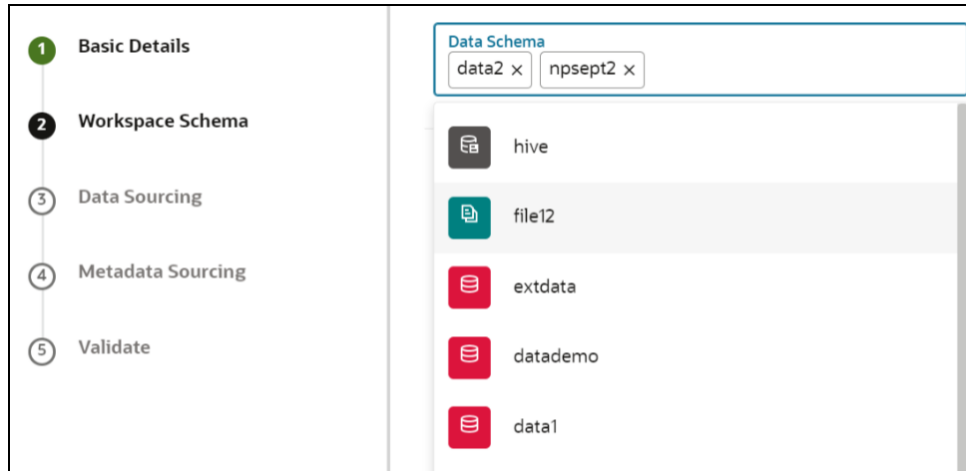 1 Basic Details
2 Workspace Schema
3 Data Sourcing
4 Metadata Sourcing
5 Validate
Data Schema
data2 × npsept2 ×
hive
file12
extdata
datademo
data1